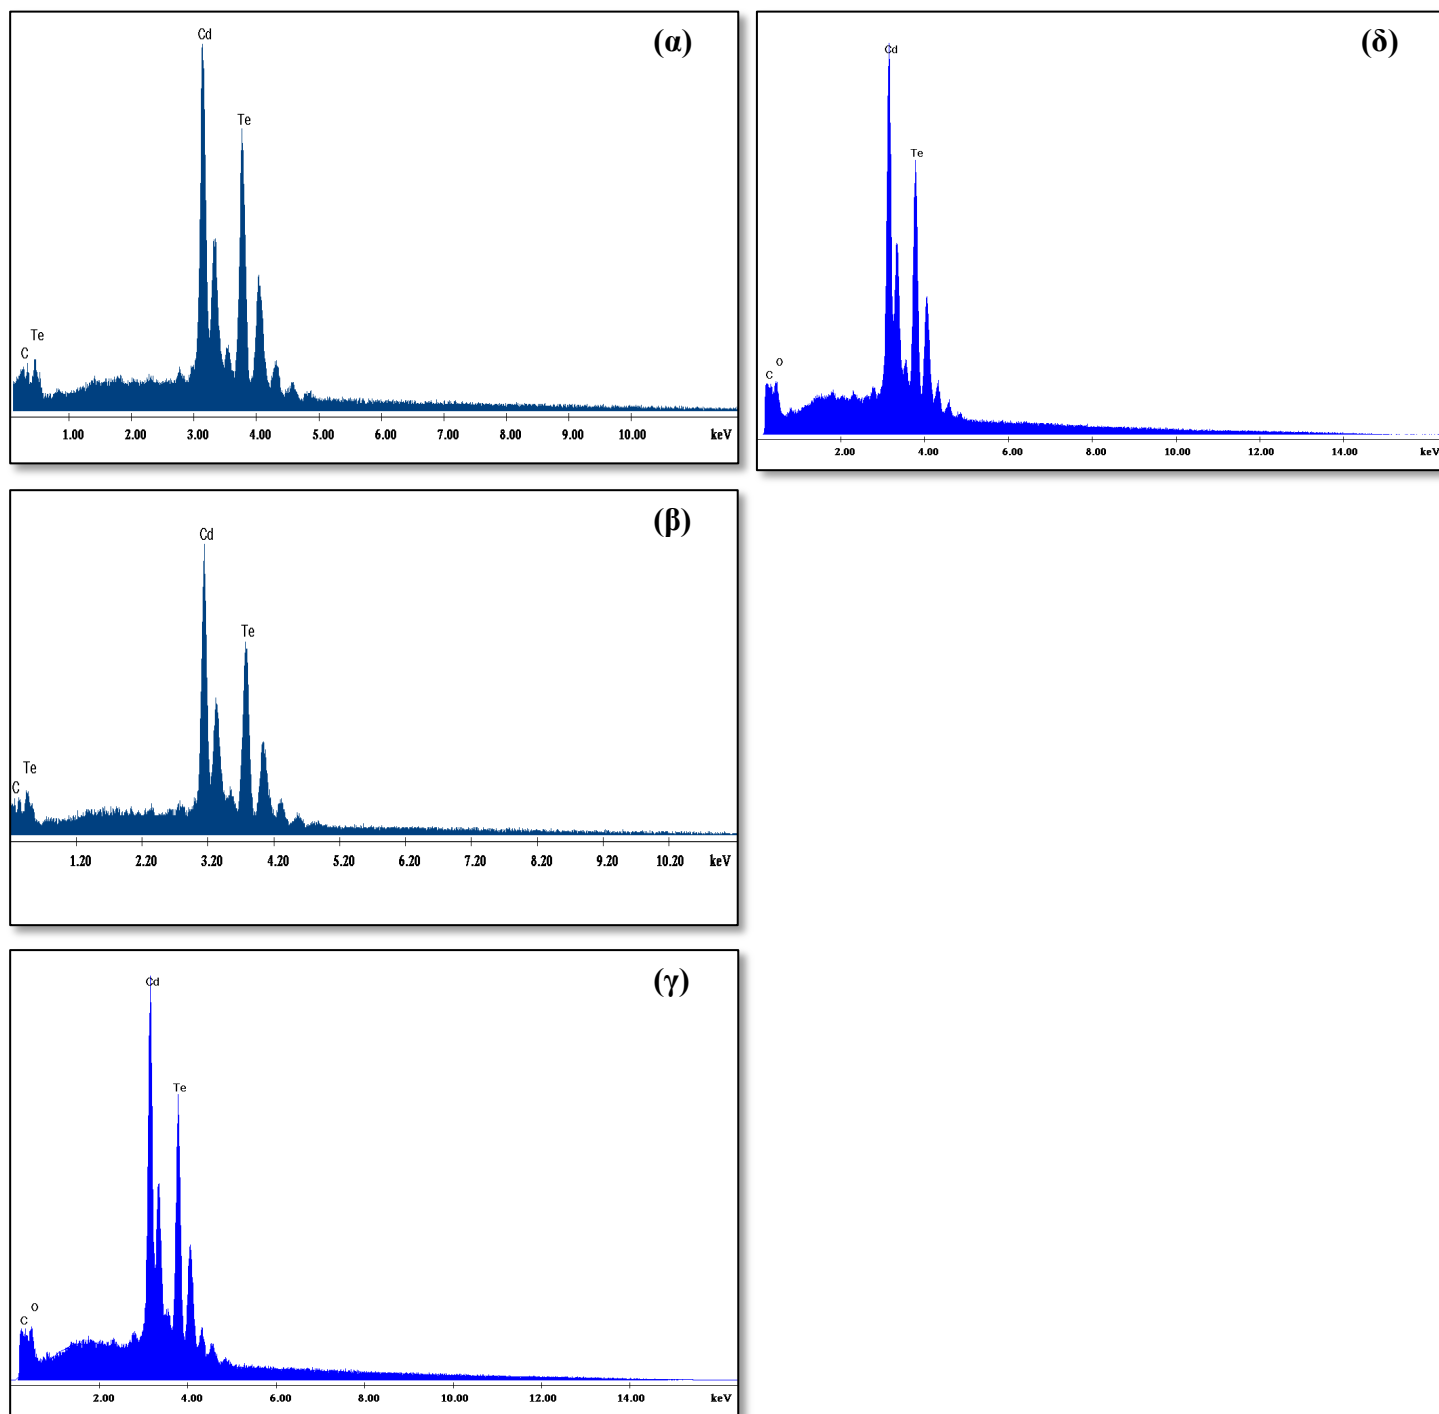 (α)
Cd
Te
Te
C
1.00 2.00 3.00 4.00 5.00 6.00 7.00 8.00 9.00 10.00 keV
(δ)
Cd
Te
O
C
2.00 4.00 6.00 8.00 10.00 12.00 14.00 keV
(β)
Cd
Te
Te
C
1.20 2.20 3.20 4.20 5.20 6.20 7.20 8.20 9.20 10.20 keV
(γ)
Cd
Te
O
C
2.00 4.00 6.00 8.00 10.00 12.00 14.00 keV